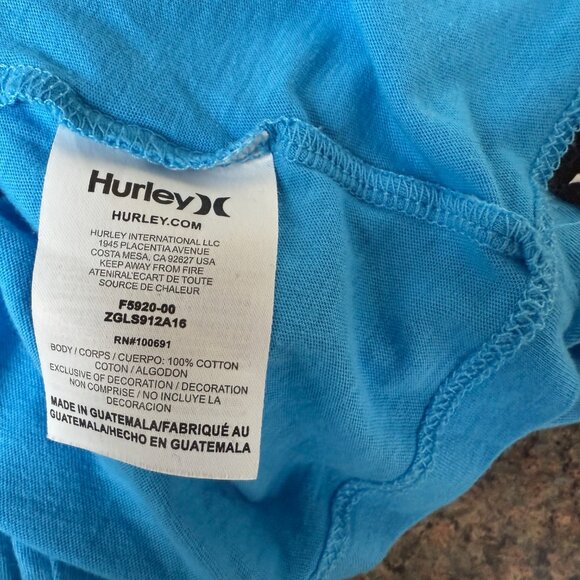 Hurley
HURLEY.COM
HURLEY INTERNATIONAL LLC
1945 PLACENTIA AVENUE
COSTA MESA, CA 92627 USA
KEEP AWAY FROM FIRE
ATENIRAL'ECART DE TOUTE
SOURCE DE CHALEUR
F5920-00
ZGLS912A16
RN#100691
BODY / CORPS / CUERPO: 100% COTTON
COTON / ALGODON
EXCLUSIVE OF DECORATION / DECORATION
NON COMPRISE / NO INCLUYE LA
DECORACION
MADE IN GUATEMALA/FABRIQUÉ AU
GUATEMALA/HECHO EN GUATEMALA